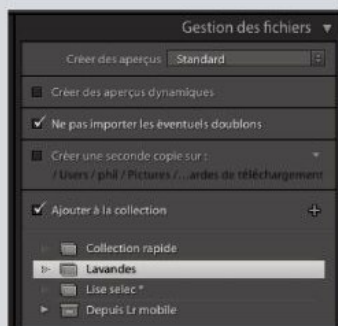 Gestion des fichiers
Créer des aperçus Standard
Créer des aperçus dynamiques
Ne pas importer les éventuels doublons
Créer une seconde copie sur :
/ Users / phil / Pictures /…ardes de téléchargement
Ajouter à la collection
Collection rapide
Lavandes
Lise selec *
Depuis Lr mobile